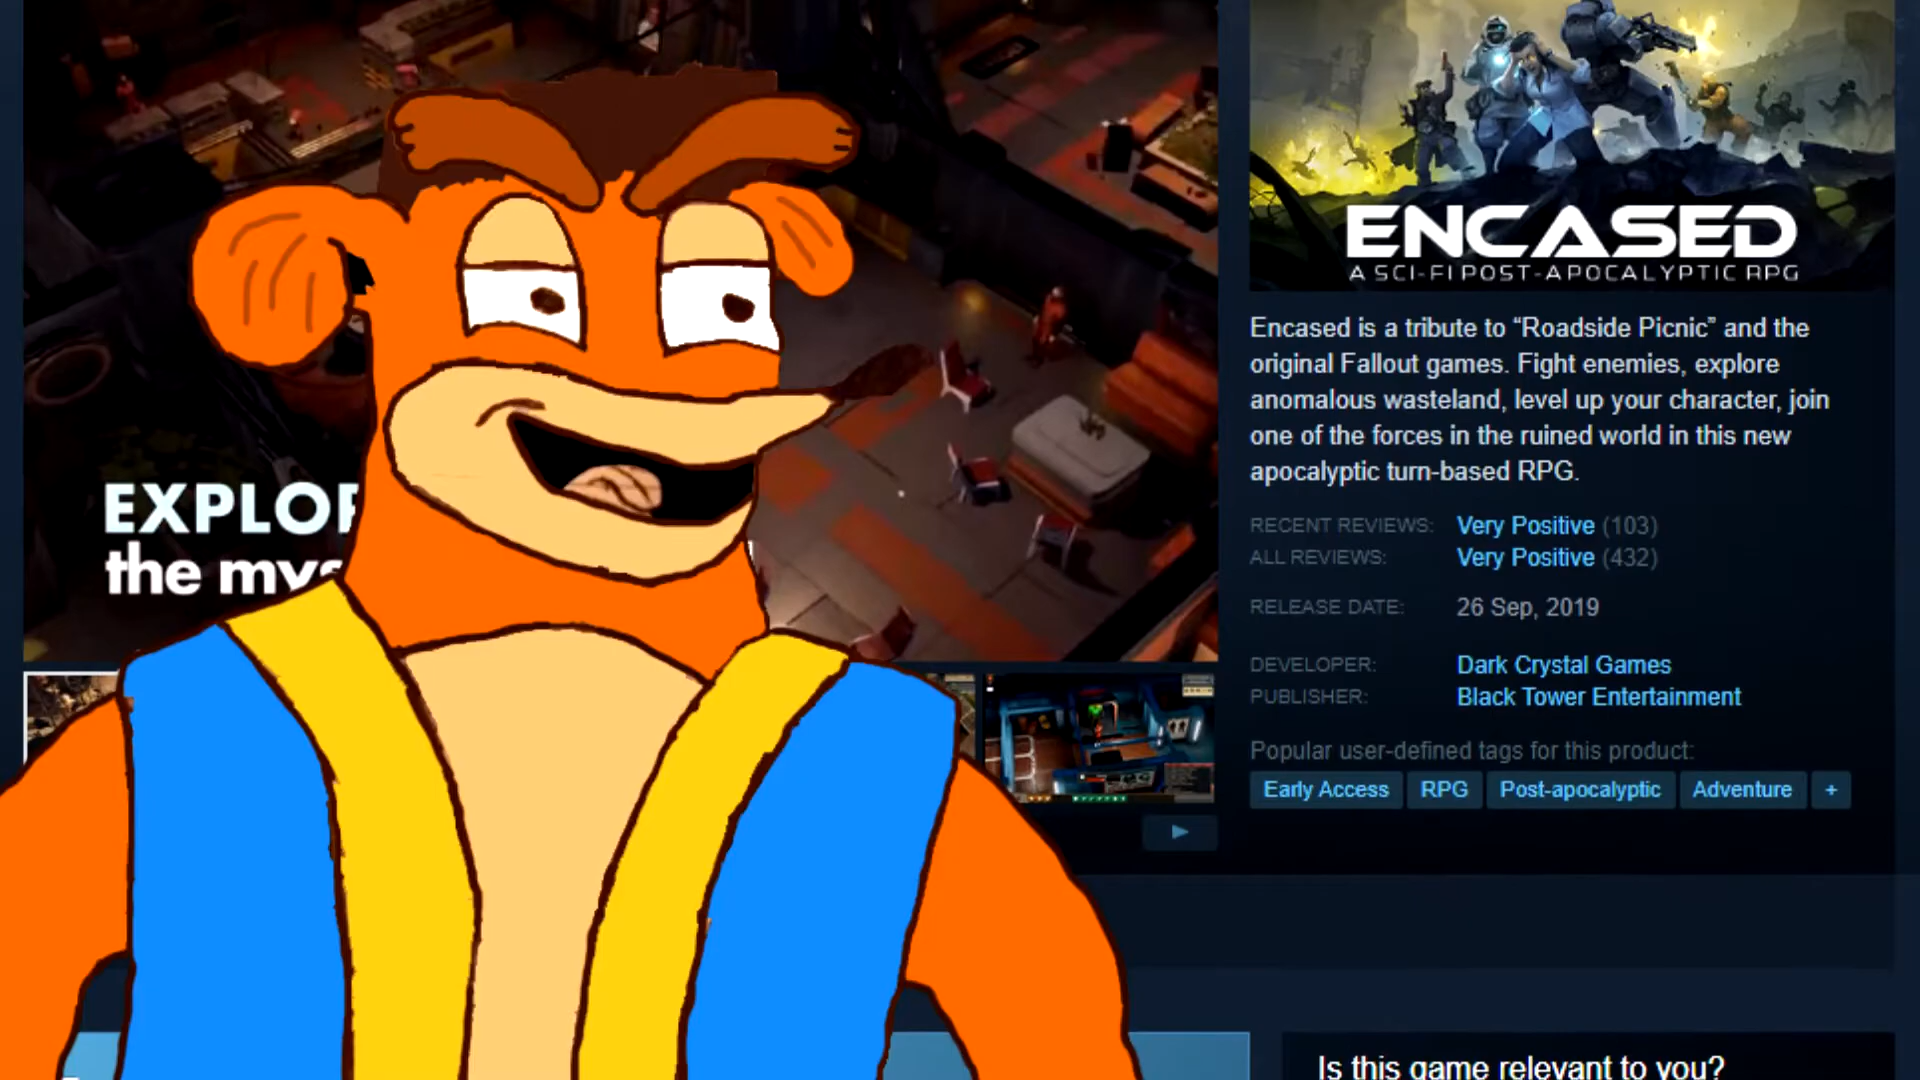 EXPLOR
the mys
ENCASED
A SCI-FI POST-APOCALYPTIC RPG
Encased is a tribute to “Roadside Picnic” and the
original Fallout games. Fight enemies, explore
anomalous wasteland, level up your character, join
one of the forces in the ruined world in this new
apocalyptic turn-based RPG.
RECENT REVIEWS: Very Positive (103)
ALL REVIEWS: Very Positive (432)
RELEASE DATE: 26 Sep, 2019
DEVELOPER: Dark Crystal Games
PUBLISHER: Black Tower Entertainment
Popular user-defined tags for this product:
Early Access RPG Post-apocalyptic Adventure +
Is this game relevant to you?